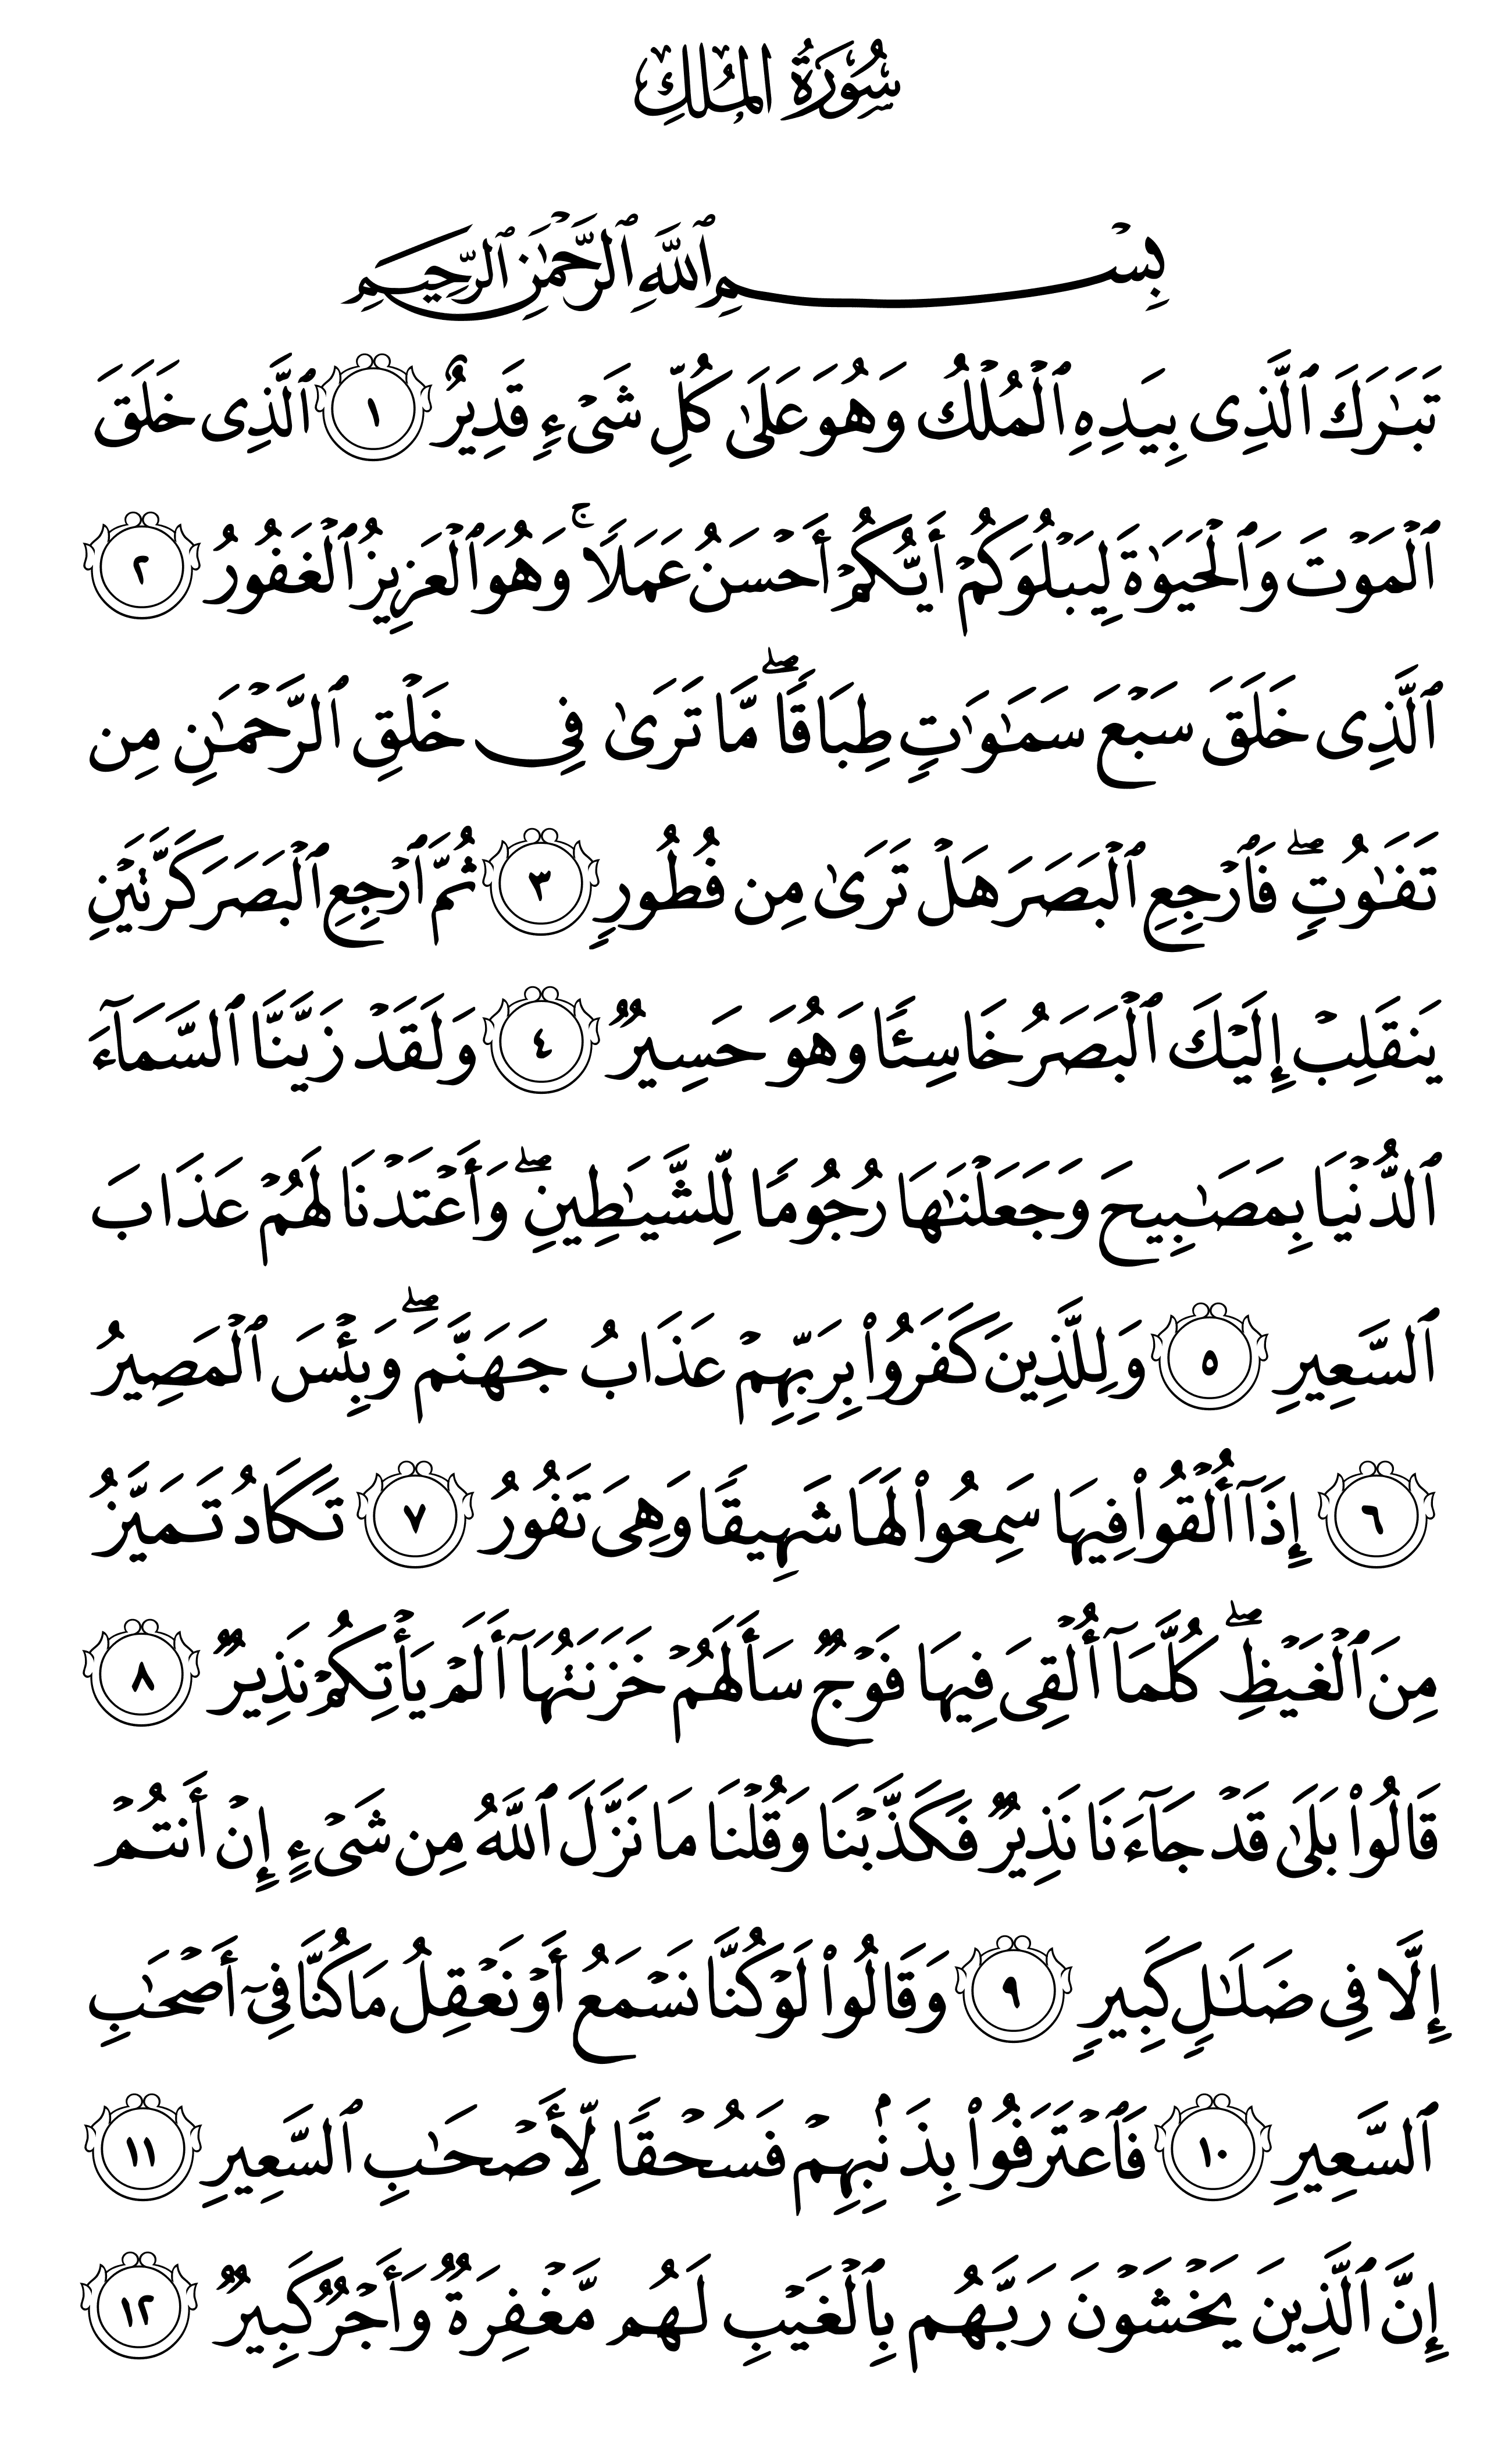 سُورَةُ المُلكِ
بِسْمِ ٱللَّهِ ٱلرَّحْمَٰنِ ٱلرَّحِيمِ
تَبَٰرَكَ ٱلَّذِى بِيَدِهِ ٱلْمُلْكُ وَهُوَ عَلَىٰ كُلِّ شَىْءٍ قَدِيرٌ ١ ٱلَّذِى خَلَقَ
ٱلْمَوْتَ وَٱلْحَيَوٰةَ لِيَبْلُوَكُمْ أَيُّكُمْ أَحْسَنُ عَمَلًا ۚ وَهُوَ ٱلْعَزِيزُ ٱلْغَفُورُ ٢
ٱلَّذِى خَلَقَ سَبْعَ سَمَٰوَٰتٍ طِبَاقًا ۖ مَّا تَرَىٰ فِى خَلْقِ ٱلرَّحْمَٰنِ مِن
تَفَٰوُتٍ ۖ فَٱرْجِعِ ٱلْبَصَرَ هَلْ تَرَىٰ مِن فُطُورٍ ٣ ثُمَّ ٱرْجِعِ ٱلْبَصَرَ كَرَّتَيْنِ
يَنقَلِبْ إِلَيْكَ ٱلْبَصَرُ خَاسِئًا وَهُوَ حَسِيرٌ ٤ وَلَقَدْ زَيَّنَّا ٱلسَّمَآءَ
ٱلدُّنْيَا بِمَصَٰبِيحَ وَجَعَلْنَٰهَا رُجُومًا لِّلشَّيَٰطِينِ ۖ وَأَعْتَدْنَا لَهُمْ عَذَابَ
ٱلسَّعِيرِ ٥ وَلِلَّذِينَ كَفَرُوا۟ بِرَبِّهِمْ عَذَابُ جَهَنَّمَ ۖ وَبِئْسَ ٱلْمَصِيرُ
٦ إِذَآ أُلْقُوا۟ فِيهَا سَمِعُوا۟ لَهَا شَهِيقًا وَهِىَ تَفُورُ ٧ تَكَادُ تَمَيَّزُ
مِنَ ٱلْغَيْظِ ۖ كُلَّمَآ أُلْقِىَ فِيهَا فَوْجٌ سَأَلَهُمْ خَزَنَتُهَآ أَلَمْ يَأْتِكُمْ نَذِيرٌ ٨
قَالُوا۟ بَلَىٰ قَدْ جَآءَنَا نَذِيرٌ فَكَذَّبْنَا وَقُلْنَا مَا نَزَّلَ ٱللَّهُ مِن شَىْءٍ إِنْ أَنتُمْ
إِلَّا فِى ضَلَٰلٍ كَبِيرٍ ٩ وَقَالُوا۟ لَوْ كُنَّا نَسْمَعُ أَوْ نَعْقِلُ مَا كُنَّا فِىٓ أَصْحَٰبِ
ٱلسَّعِيرِ ١٠ فَٱعْتَرَفُوا۟ بِذَنۢبِهِمْ فَسُحْقًا لِّأَصْحَٰبِ ٱلسَّعِيرِ ١١
إِنَّ ٱلَّذِينَ يَخْشَوْنَ رَبَّهُم بِٱلْغَيْبِ لَهُم مَّغْفِرَةٌ وَأَجْرٌ كَبِيرٌ ١٢